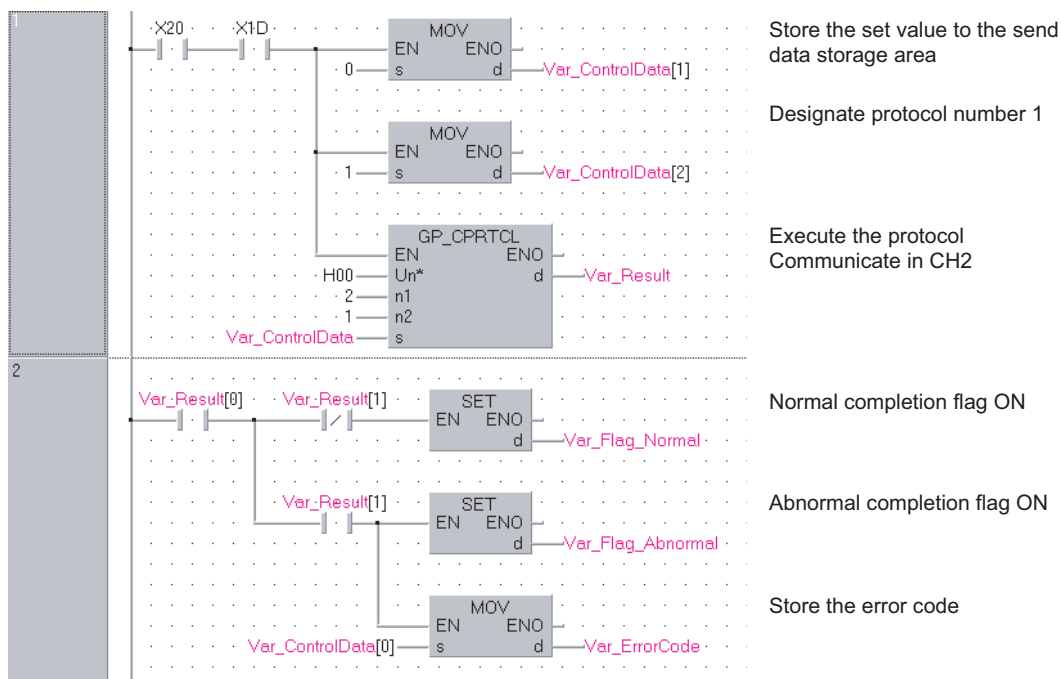 1
X20 X1D
MOV
EN ENO
0 s d Var_ControlData[1]
Store the set value to the send
data storage area
MOV
EN ENO
1 s d Var_ControlData[2]
Designate protocol number 1
GP_CPRTCL
EN ENO
H00 Un* d Var_Result
2 n1
1 n2
Var_ControlData s
Execute the protocol
Communicate in CH2
2
Var_Result[0] Var_Result[1]
SET
EN ENO
d Var_Flag_Normal
Normal completion flag ON
Var_Result[1]
SET
EN ENO
d Var_Flag_Abnormal
Abnormal completion flag ON
MOV
EN ENO
Var_ControlData[0] s d Var_ErrorCode
Store the error code